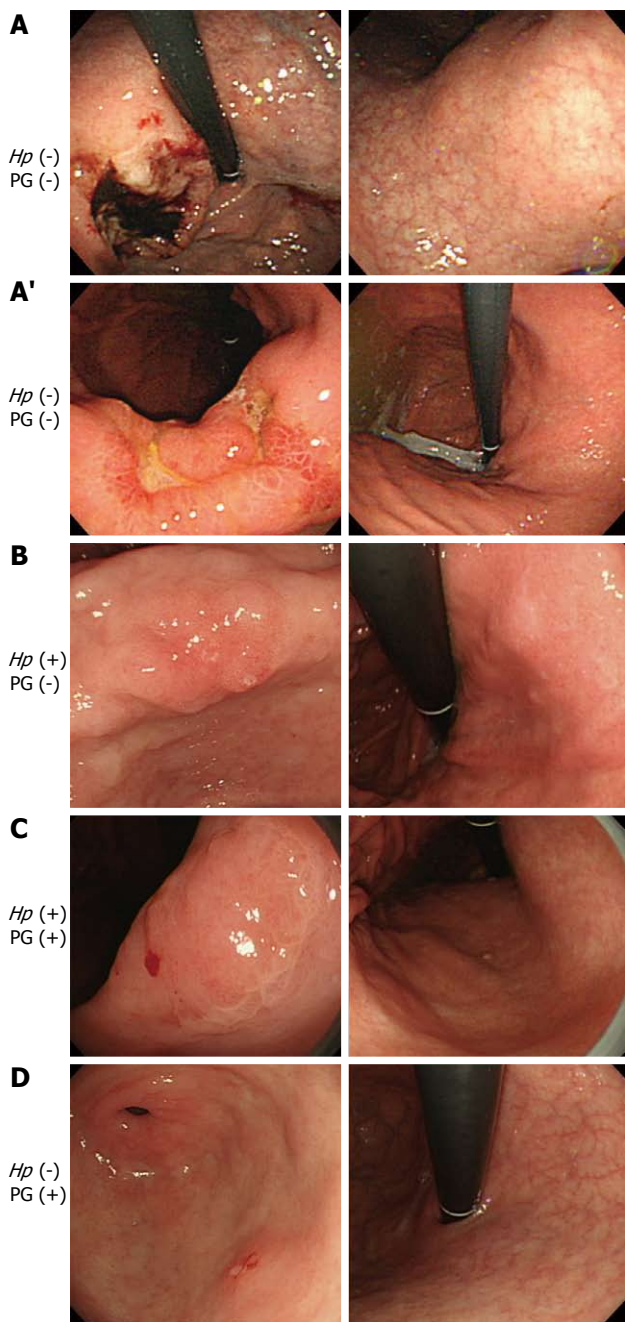 A
Hp (-)
PG (-)
A'
Hp (-)
PG (-)
B
Hp (+)
PG (-)
C
Hp (+)
PG (+)
D
Hp (-)
PG (+)